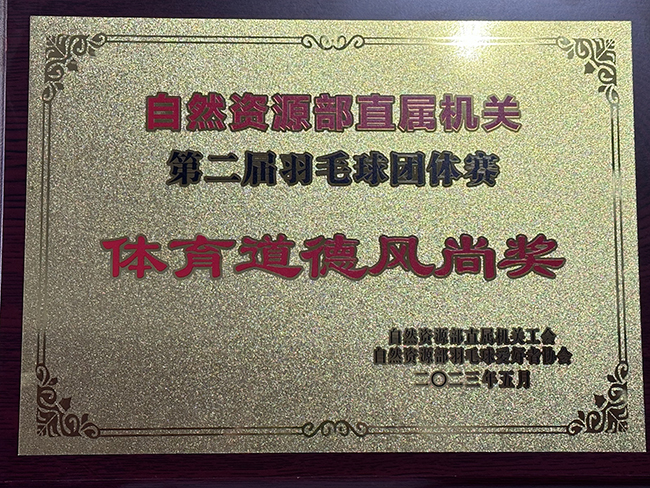 自然资源部直属机关
第二届羽毛球团体赛
体育道德风尚奖
自然资源部直属机关工会
自然资源部羽毛球爱好者协会
二〇二三年五月